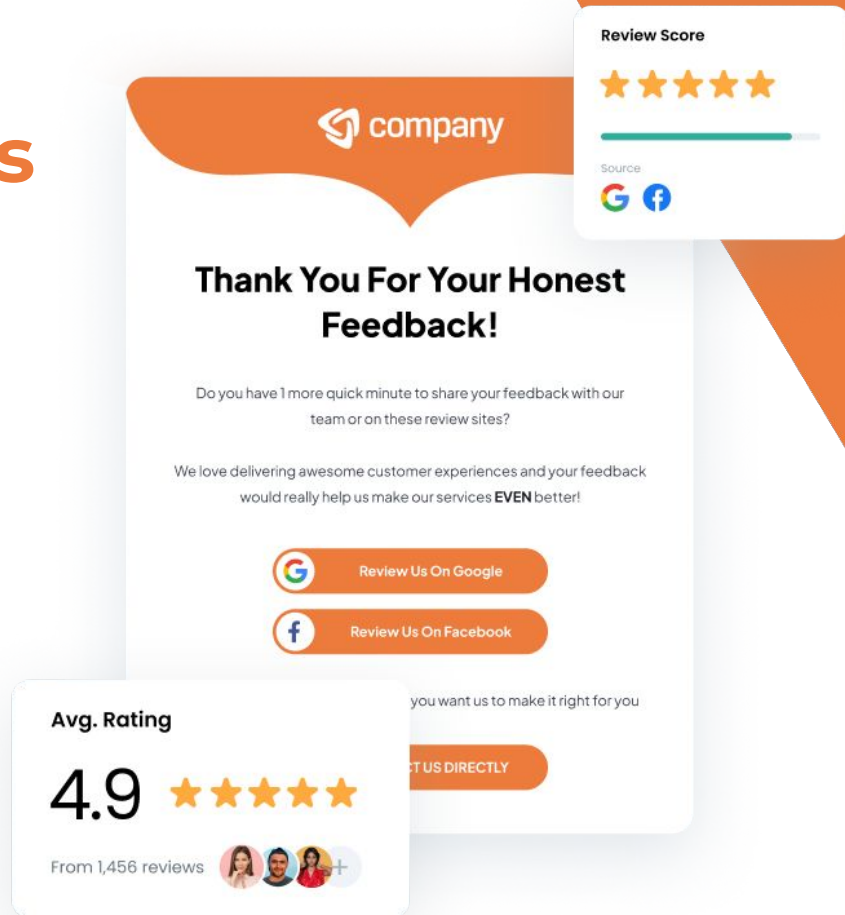 s
Review Score
Source
company
Thank You For Your Honest
Feedback!
Do you have 1 more quick minute to share your feedback with our
team or on these review sites?
We love delivering awesome customer experiences and your feedback
would really help us make our services EVEN better!
Review Us On Google
Review Us On Facebook
you want us to make it right for you
T US DIRECTLY
Avg. Rating
4.9
From 1,456 reviews